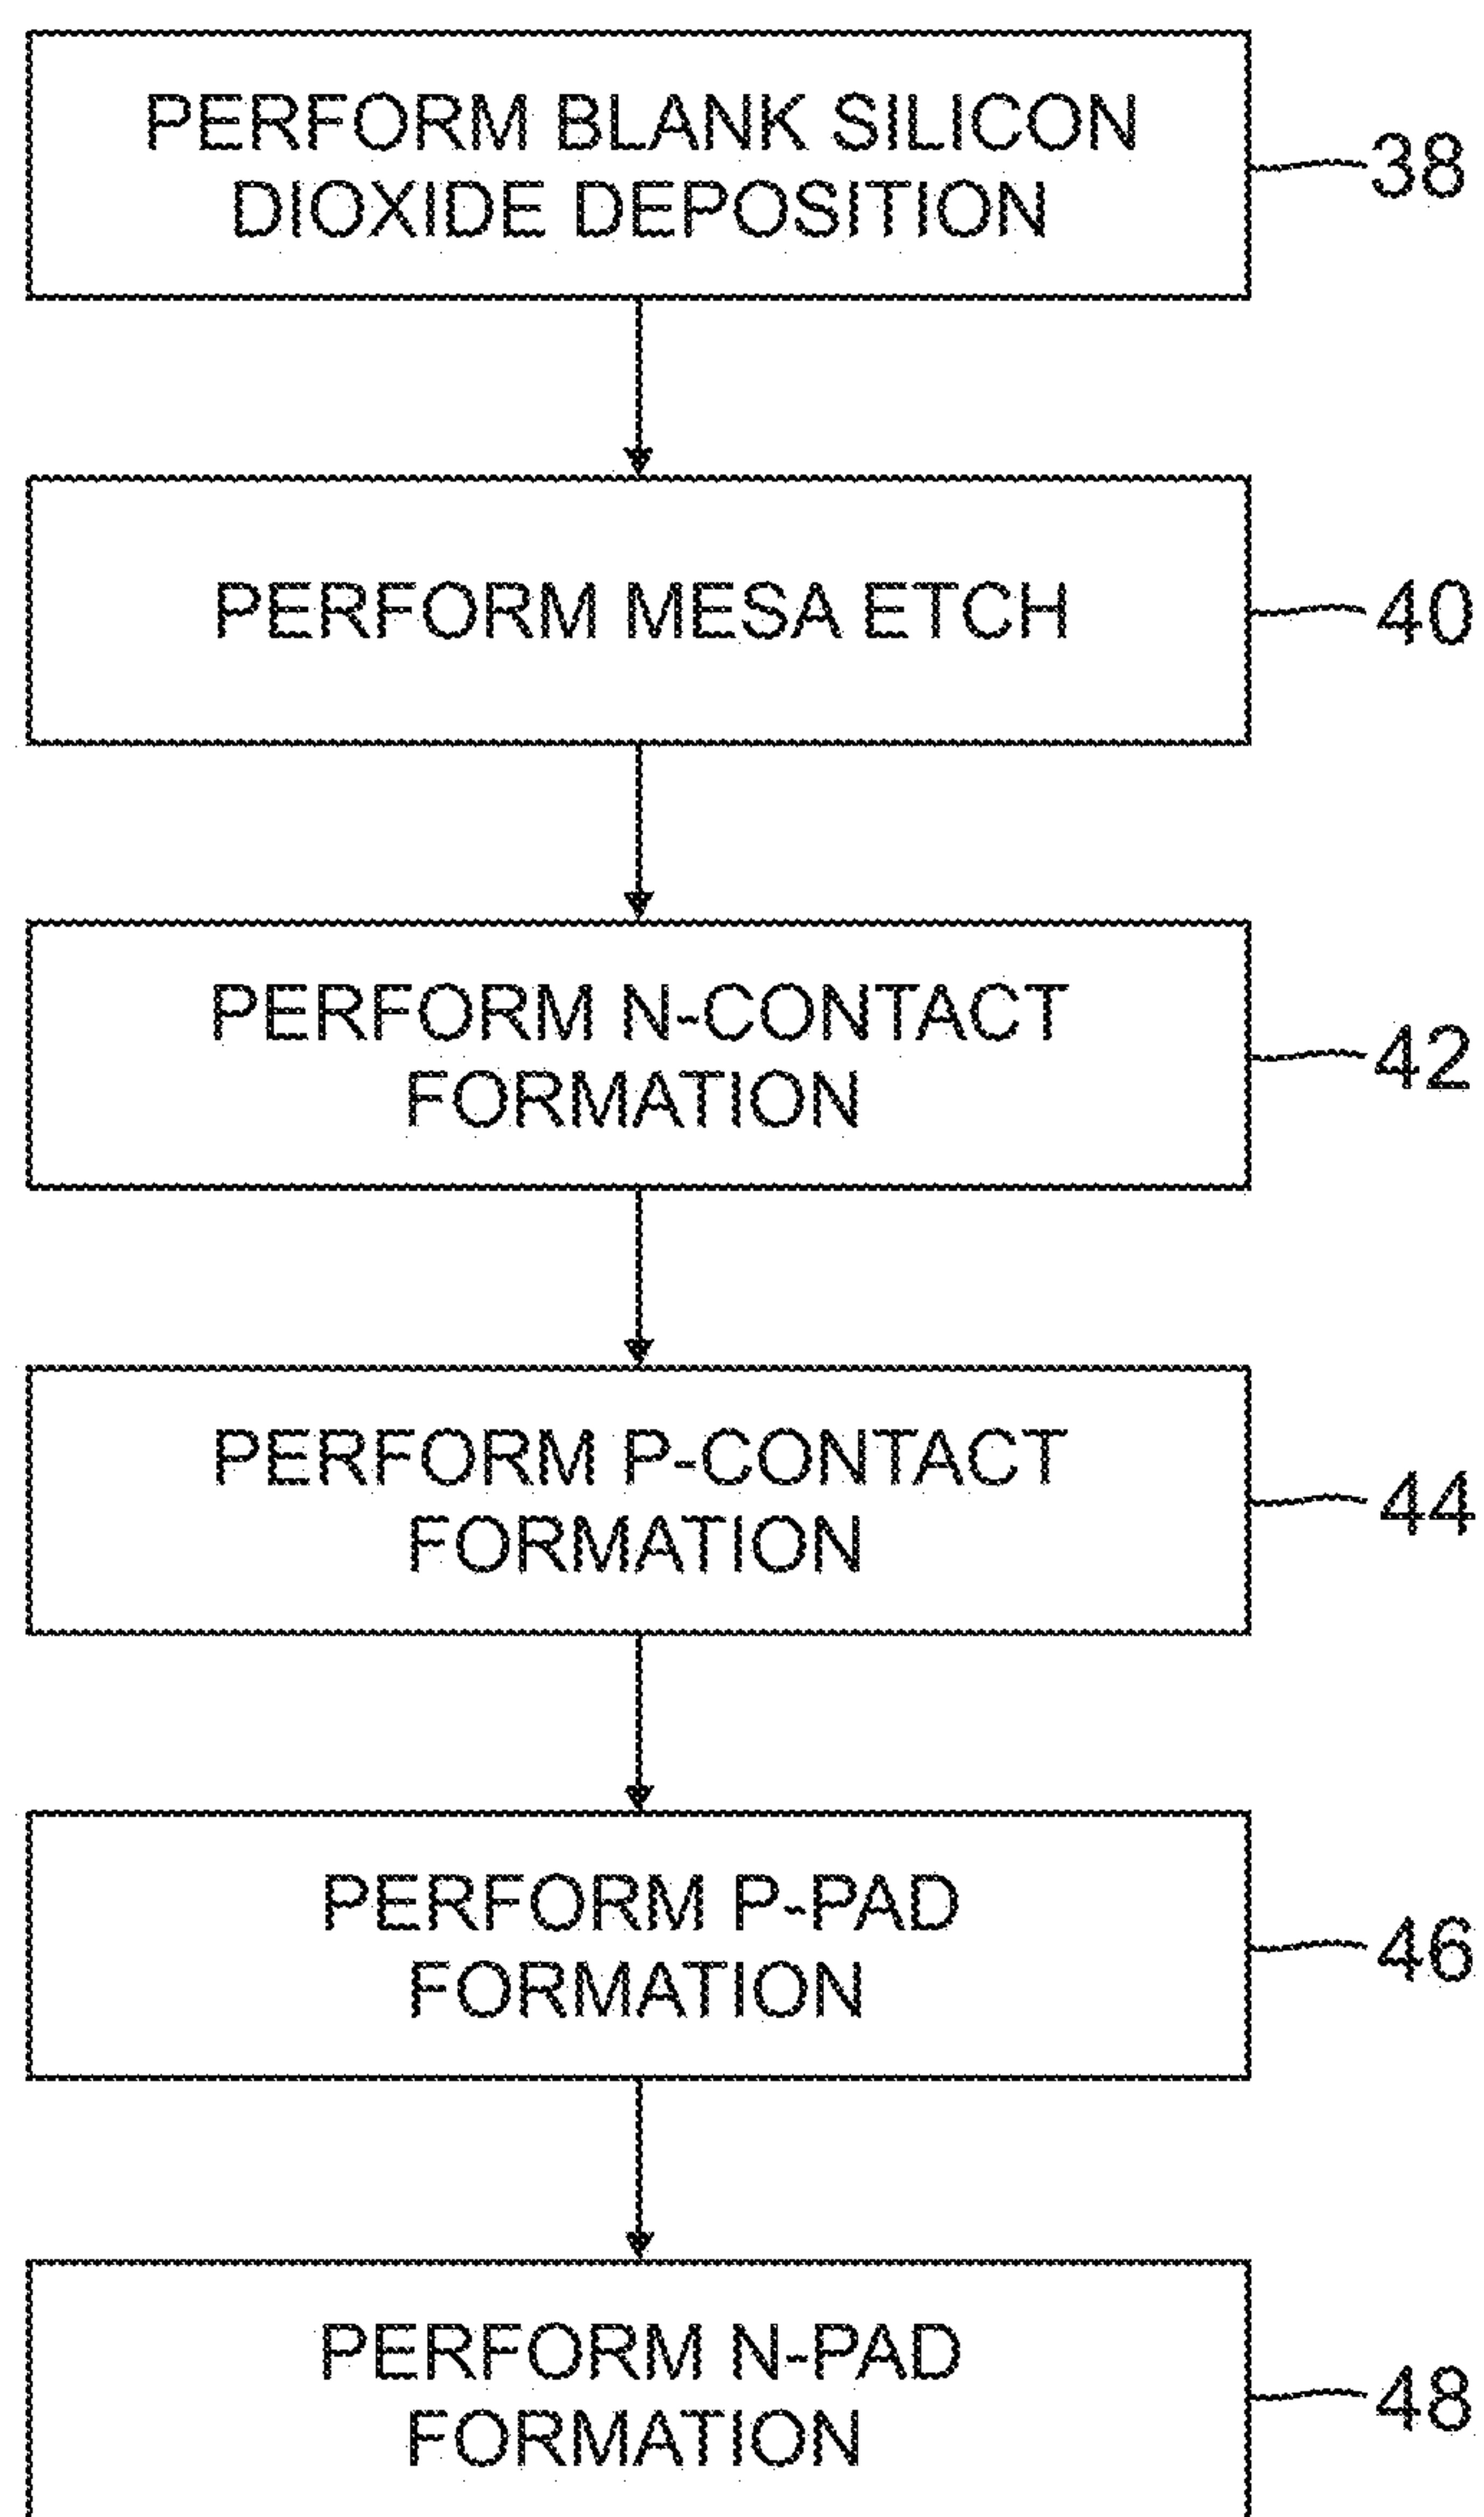 PERFORM BLANK SILICON
DIOXIDE DEPOSITION
38
PERFORM MESA ETCH
40
PERFORM N-CONTACT
FORMATION
42
PERFORM P-CONTACT
FORMATION
44
PERFORM P-PAD
FORMATION
46
PERFORM N-PAD
FORMATION
48